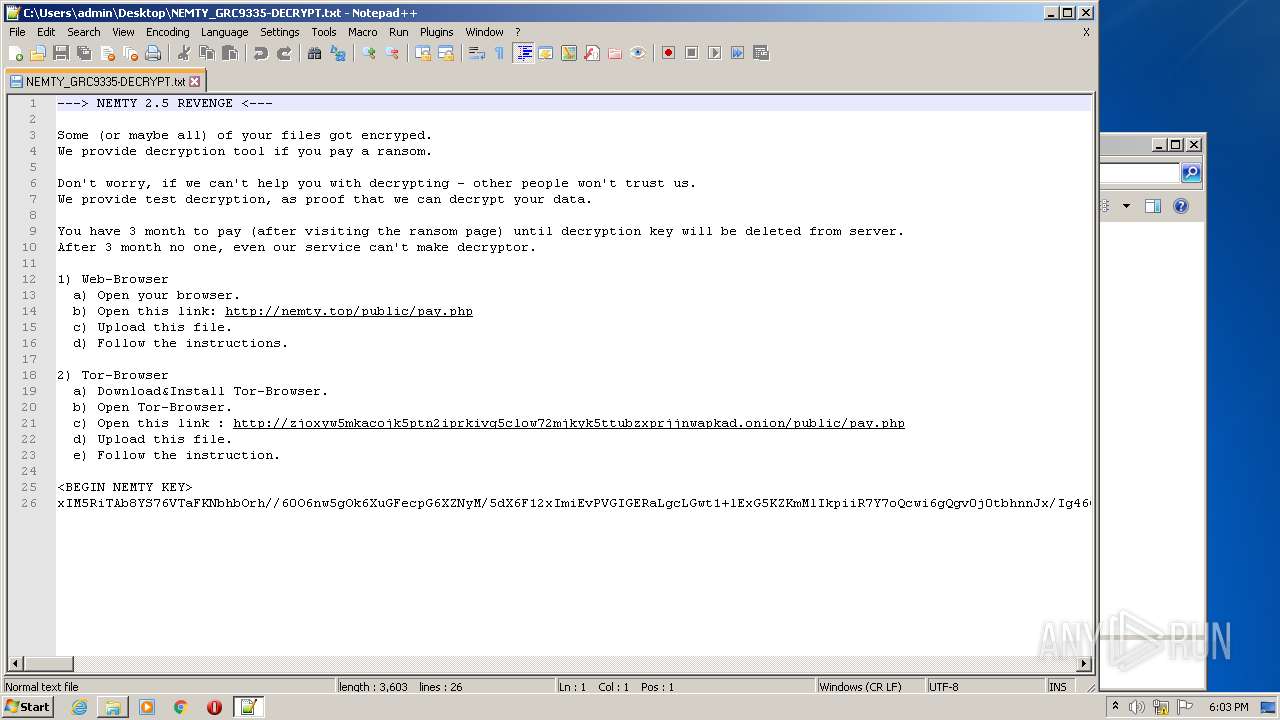 C:\Users\admin\Desktop\NEMTY_GRC9335-DECRYPT.txt - Notepad++
File Edit Search View Encoding Language Settings Tools Macro Run Plugins Window ? X
NEMTY_GRC9335-DECRYPT.txt
1 ---> NEMTY 2.5 REVENGE <---
2
3 Some (or maybe all) of your files got encryped.
4 We provide decryption tool if you pay a ransom.
5
6 Don't worry, if we can't help you with decrypting - other people won't trust us.
7 We provide test decryption, as proof that we can decrypt your data.
8
9 You have 3 month to pay (after visiting the ransom page) until decryption key will be deleted from server.
10 After 3 month no one, even our service can't make decryptor.
11
12 1) Web-Browser
13 a) Open your browser.
14 b) Open this link: http://nemty.top/public/pay.php
15 c) Upload this file.
16 d) Follow the instructions.
17
18 2) Tor-Browser
19 a) Download&Install Tor-Browser.
20 b) Open Tor-Browser.
21 c) Open this link : http://zjoxyw5mkacojk5ptn2iprkivg5clow72mjkyk5ttubzxprjjnwapkad.onion/public/pay.php
22 d) Upload this file.
23 e) Follow the instruction.
24
25 <BEGIN NEMTY KEY>
26
Normal text file length : 3,603 lines : 26 Ln : 1 Col : 1 Pos : 1 Windows (CR LF) UTF-8 INS
ANY RUN
Start 6:03 PM